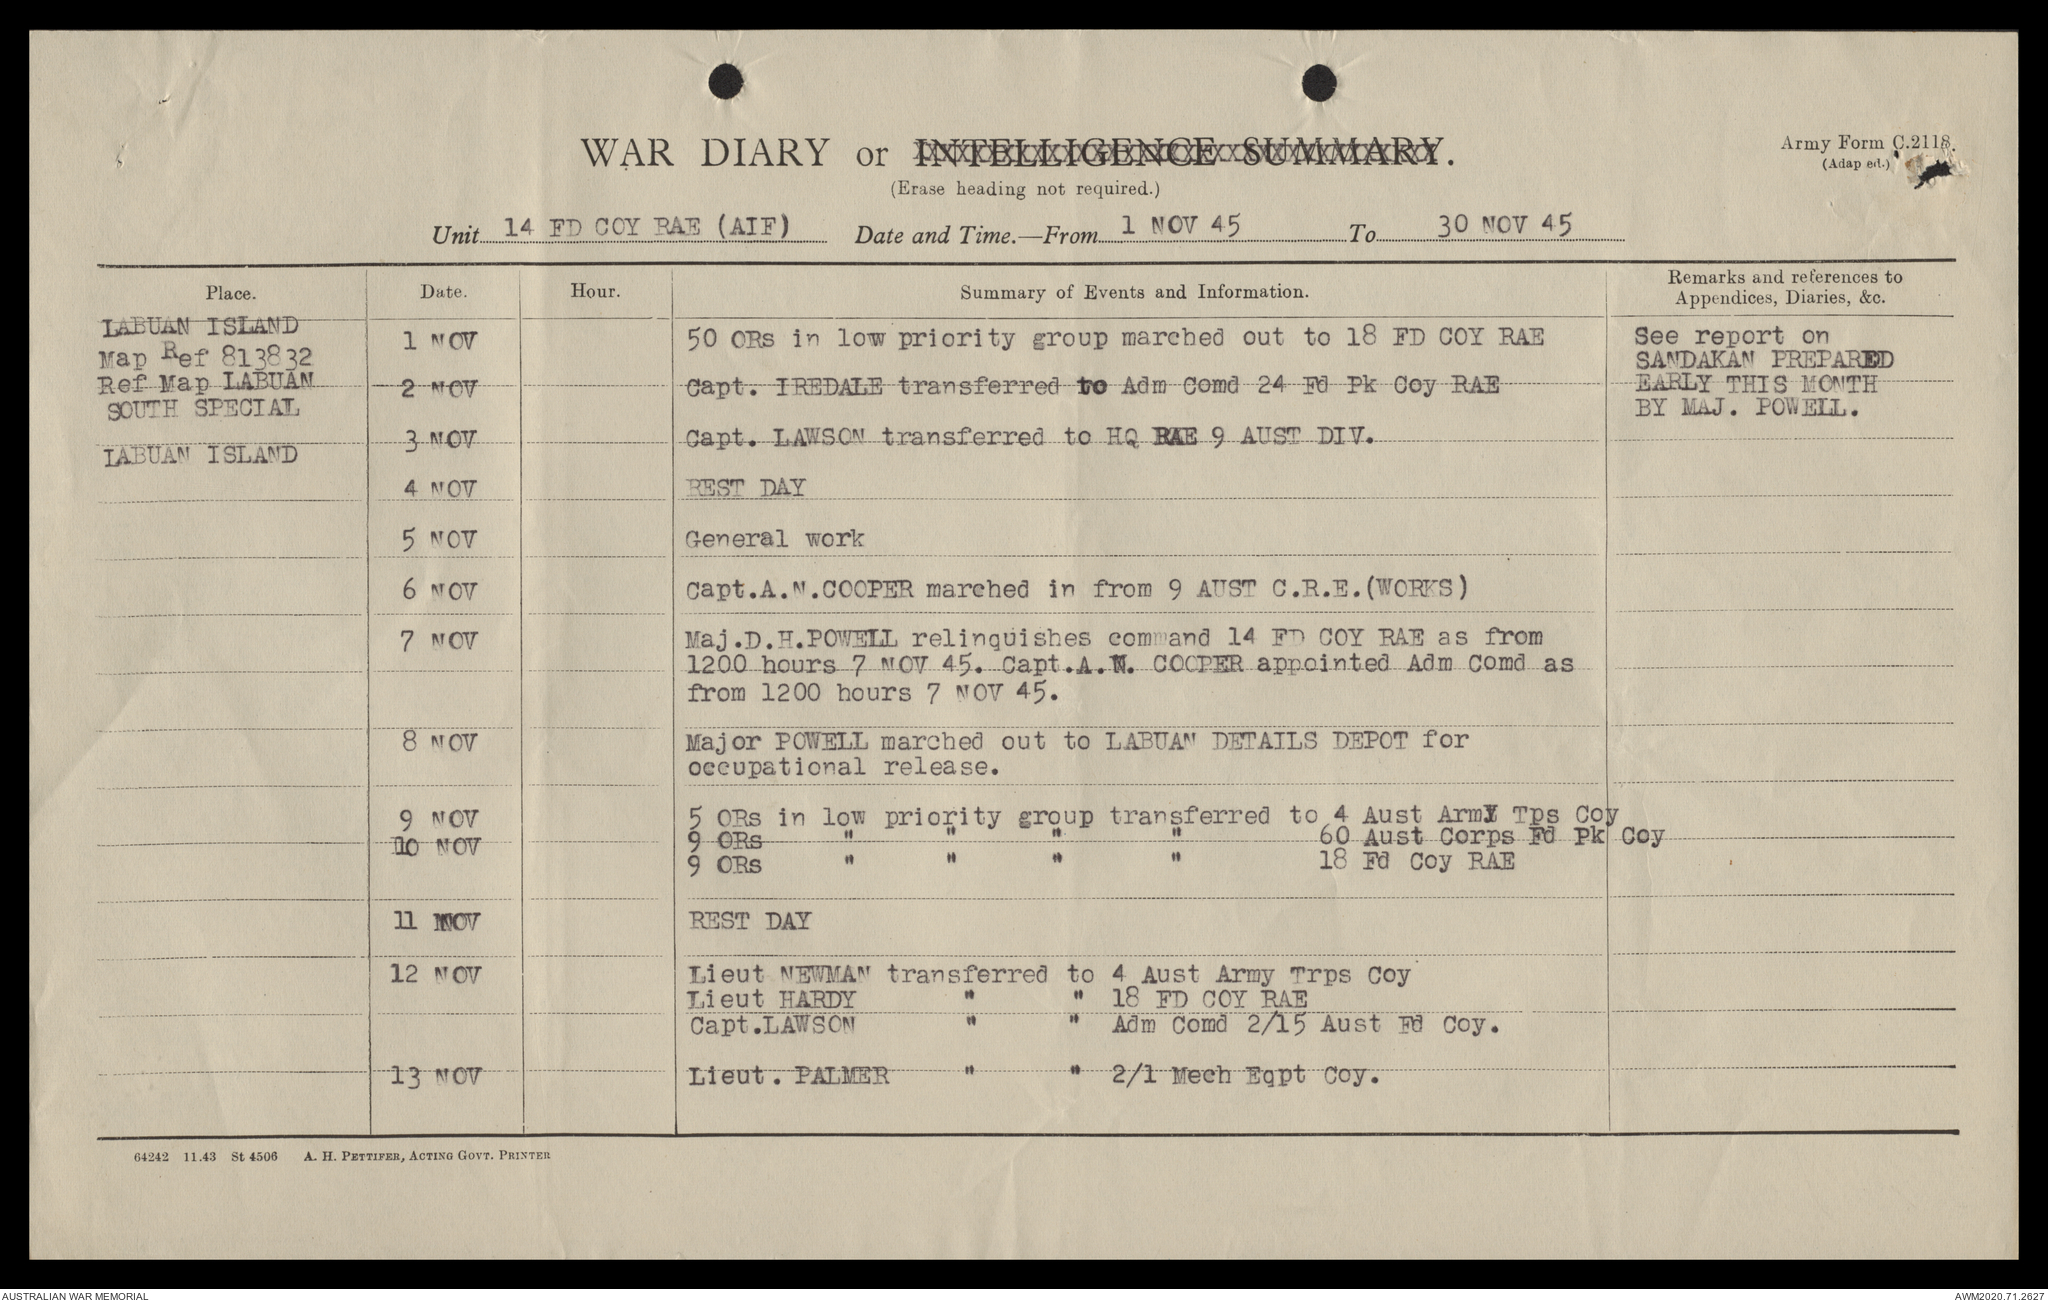 WAR DIARY or INTELLIGENCE SUMMARY.
(Erase heading not required.)
Army Form C.2118.
(Adap ed.)
Unit 14 FD COY RAE (AIF) Date and Time.—From 1 NOV 45 To 30 NOV 45
Place. Date. Hour. Summary of Events and Information. Remarks and references to
Appendices, Diaries, &c.
LABUAN ISLAND
Map Ref 813832
Ref Map LABUAN
SOUTH SPECIAL
LABUAN ISLAND
1 NOV 50 ORs in low priority group marched out to 18 FD COY RAE
2 NOV Capt. IREDALE transferred to Adm Comd 24 Fd Pk Coy RAE
3 NOV Capt. LAWSON transferred to HQ RAE 9 AUST DIV.
4 NOV REST DAY
5 NOV General work
6 NOV Capt.A.N.COOPER marched in from 9 AUST C.R.E.(WORKS)
7 NOV Maj.D.H.POWELL relinquishes command 14 FD COY RAE as from
1200 hours 7 NOV 45. Capt.A.N. COOPER appointed Adm Comd as
from 1200 hours 7 NOV 45.
8 NOV Major POWELL marched out to LABUAN DETAILS DEPOT for
occupational release.
9 NOV 5 ORs in low priority group transferred to 4 Aust Army Tps Coy
10 NOV 9 ORs " " " " 60 Aust Corps Fd Pk Coy
9 ORs " " " " 18 Fd Coy RAE
11 NOV REST DAY
12 NOV Lieut NEWMAN transferred to 4 Aust Army Trps Coy
Lieut HARDY " " 18 FD COY RAE
Capt.LAWSON " " Adm Comd 2/15 Aust Fd Coy.
13 NOV Lieut. PALMER " " 2/1 Mech Eqpt Coy.
See report on
SANDAKAN PREPARED
EARLY THIS MONTH
BY MAJ. POWELL.
64242 11.43 St 4506 A. H. PETTIFER, ACTING GOVT. PRINTER
AUSTRALIAN WAR MEMORIAL
AWM2020.71.2627